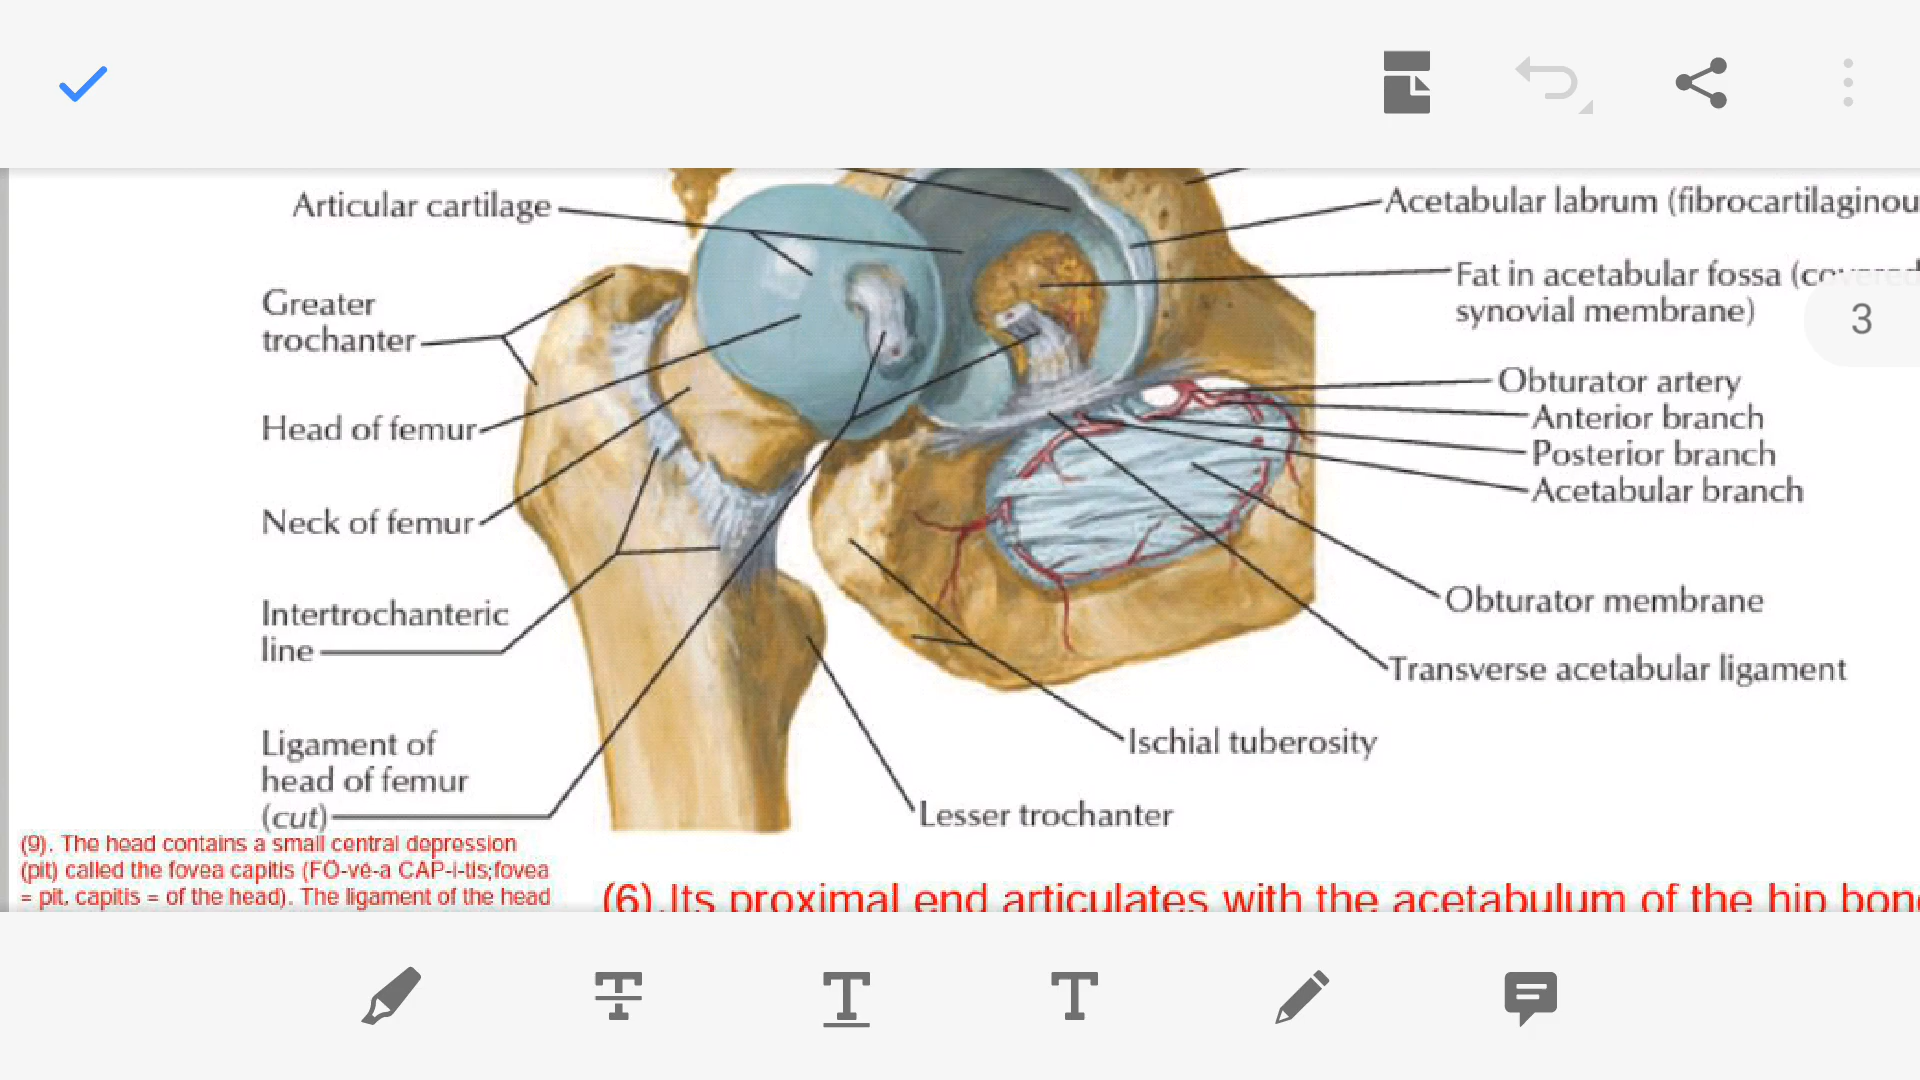 Articular cartilage
Greater
trochanter
Head of femur
Neck of femur
Intertrochanteric
line
Ligament of
head of femur
(cut)
Acetabular labrum (fibrocartilaginou
Fat in acetabular fossa (covered
synovial membrane)
3
Obturator artery
Anterior branch
Posterior branch
Acetabular branch
Obturator membrane
Transverse acetabular ligament
Ischial tuberosity
Lesser trochanter
(9). The head contains a small central depression
(pit) called the fovea capitis (FŌ-vē-a CAP-i-tis;fovea
= pit, capitis = of the head). The ligament of the head
(6).Its proximal end articulates with the acetabulum of the hip bon